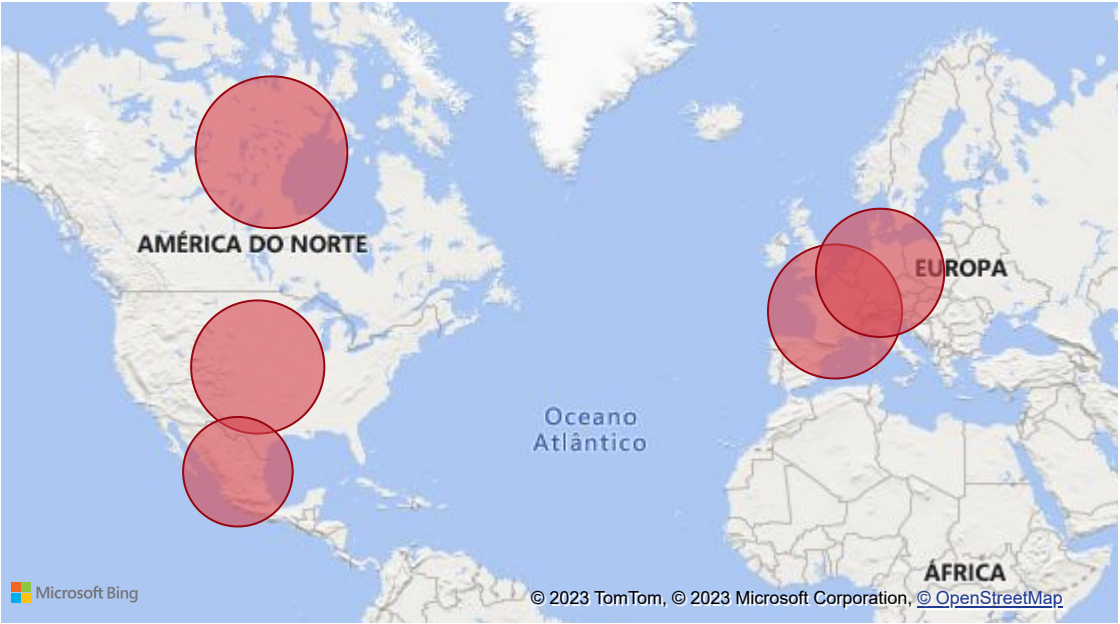 AMÉRICA DO NORTE
EUROPA
Oceano
Atlântico
ÁFRICA
Microsoft Bing
© 2023 TomTom, © 2023 Microsoft Corporation, © OpenStreetMap